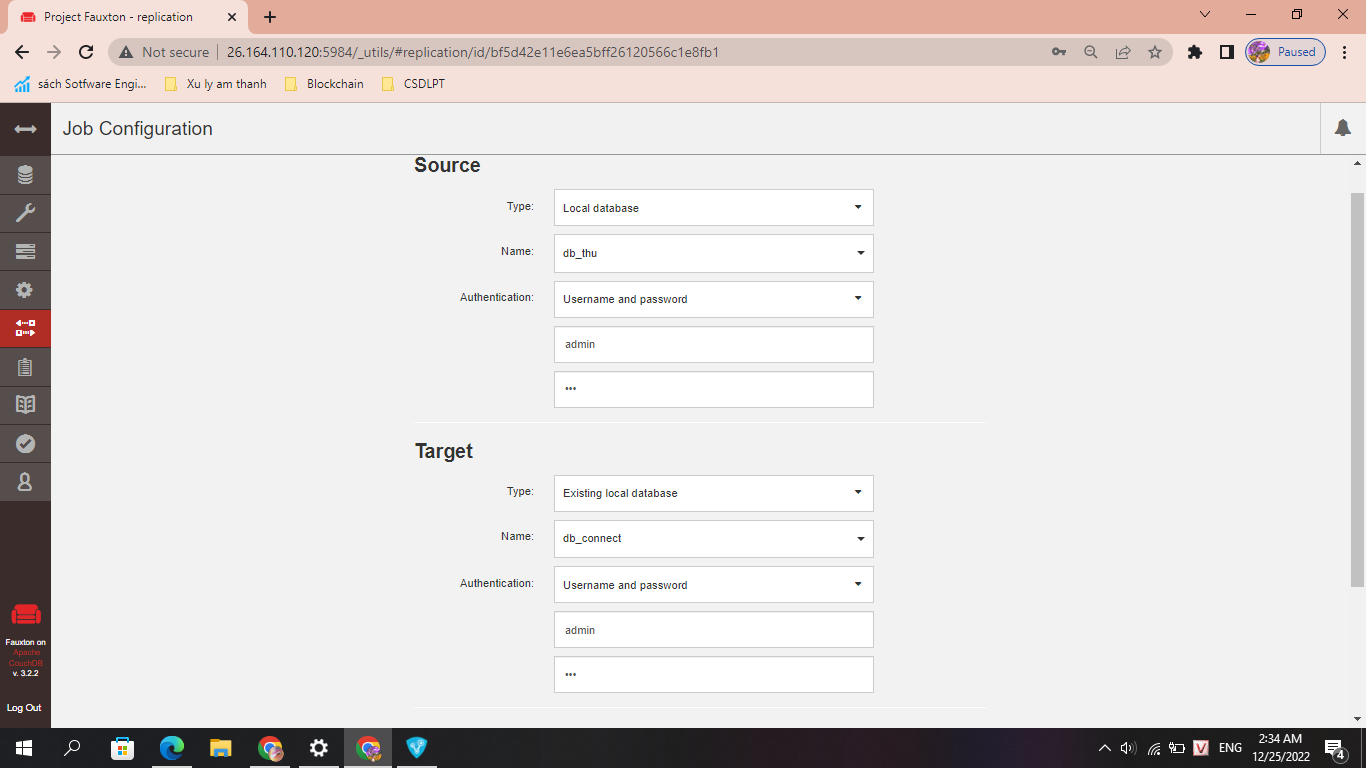 Project Fauxton - replication
Not secure
26.164.110.120:5984/_utils/#replication/id/bf5d42e11e6ea5bff26120566c1e8fb1
Paused
sách Sotfware Engi...
Xu ly am thanh
Blockchain
CSDLPT
Job Configuration
Source
Type:
Local database
Name:
db_thu
Authentication:
Username and password
admin
•••
Target
Type:
Existing local database
Name:
db_connect
Authentication:
Username and password
admin
•••
Fauxton on
Apache
CouchDB
v. 3.2.2
Log Out
V
ENG
2:34 AM
12/25/2022
4